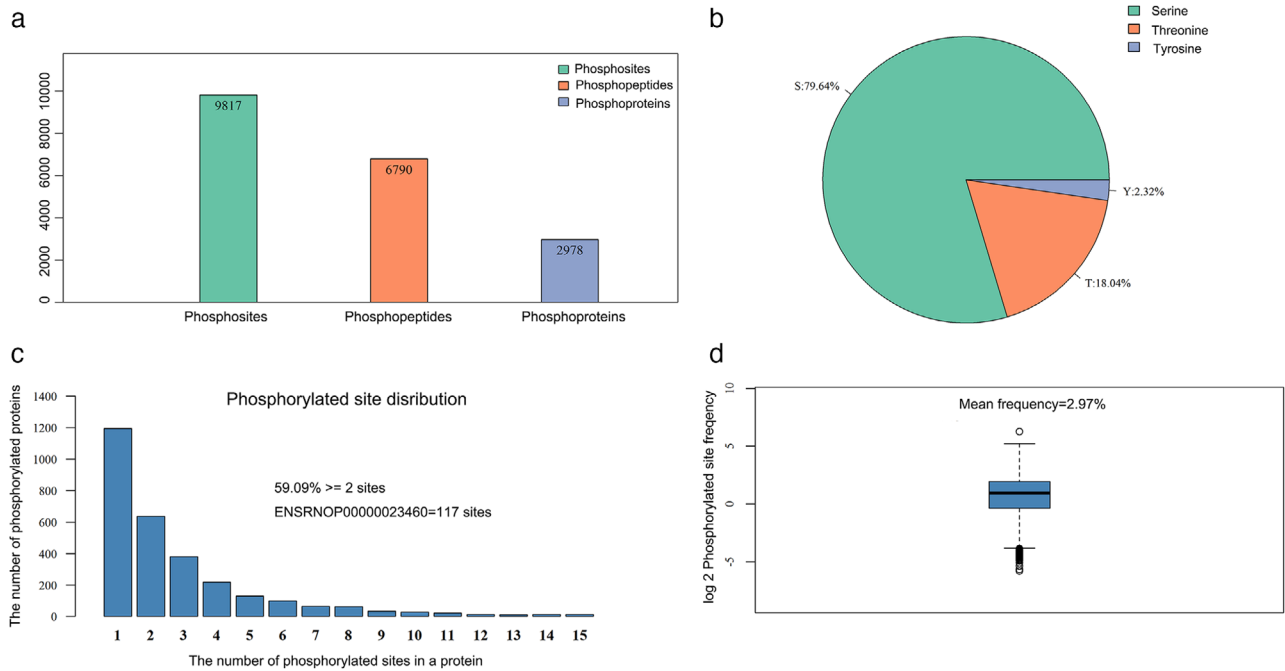 a
Phosphosites
Phosphopeptides
Phosphoproteins
10000
8000
6000
4000
2000
0
9817
6790
2978
Phosphosites
Phosphopeptides
Phosphoproteins
b
Serine
Threonine
Tyrosine
S:79.64%
Y:2.32%
T:18.04%
c
Phosphorylated site disribution
The number of phosphorylated proteins
1400
1200
1000
800
600
400
200
0
59.09% >= 2 sites
ENSRNOP00000023460=117 sites
1 2 3 4 5 6 7 8 9 10 11 12 13 14 15
The number of phosphorylated sites in a protein
d
log 2 Phosphorylated site freqency
10
5
0
-5
Mean frequency=2.97%